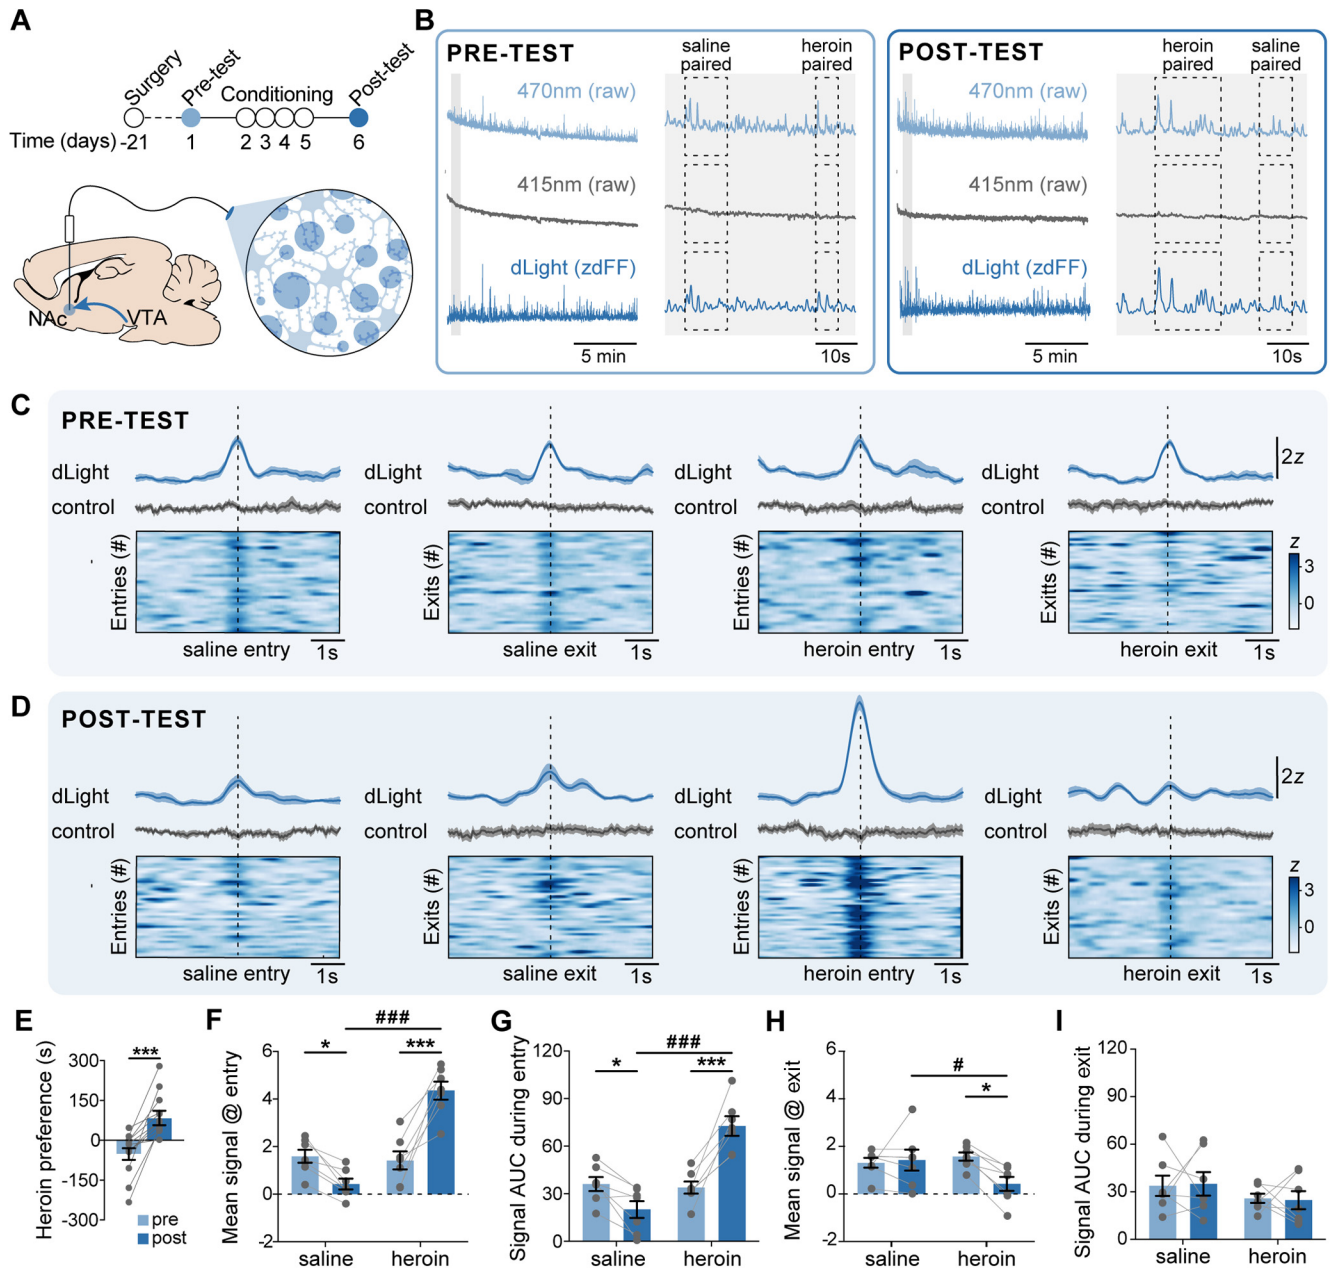 A
Surgery
Pre-test
Conditioning
Post-test
Time (days) -21 1 2 3 4 5 6
NAc
VTA
B
PRE-TEST
saline paired
heroin paired
470nm (raw)
415nm (raw)
dLight (zdFF)
5 min
10s
POST-TEST
heroin paired
saline paired
470nm (raw)
415nm (raw)
dLight (zdFF)
5 min
10s
C
PRE-TEST
dLight
control
Entries (#)
saline entry
1s
dLight
control
Exits (#)
saline exit
1s
dLight
control
Entries (#)
heroin entry
1s
dLight
control
Exitts (#)
heroin exit
1s
2z
z
3
0
D
POST-TEST
dLight
control
Entries (#)
saline entry
1s
dLight
control
Exits (#)
saline exit
1s
dLight
control
Entries (#)
heroin entry
1s
dLight
control
Exits (#)
heroin exit
1s
2z
z
3
0
E
Heroin preference (s)
300
150
0
-150
-300
***
pre
post
F
Mean signal @ entry
6
4
2
0
-2
*
***
###
saline
heroin
G
Signal AUC during entry
120
90
60
30
0
*
***
###
saline
heroin
H
Mean signal @ exit
6
4
2
0
-2
#
*
saline
heroin
I
Signal AUC during exit
120
90
60
30
0
saline
heroin